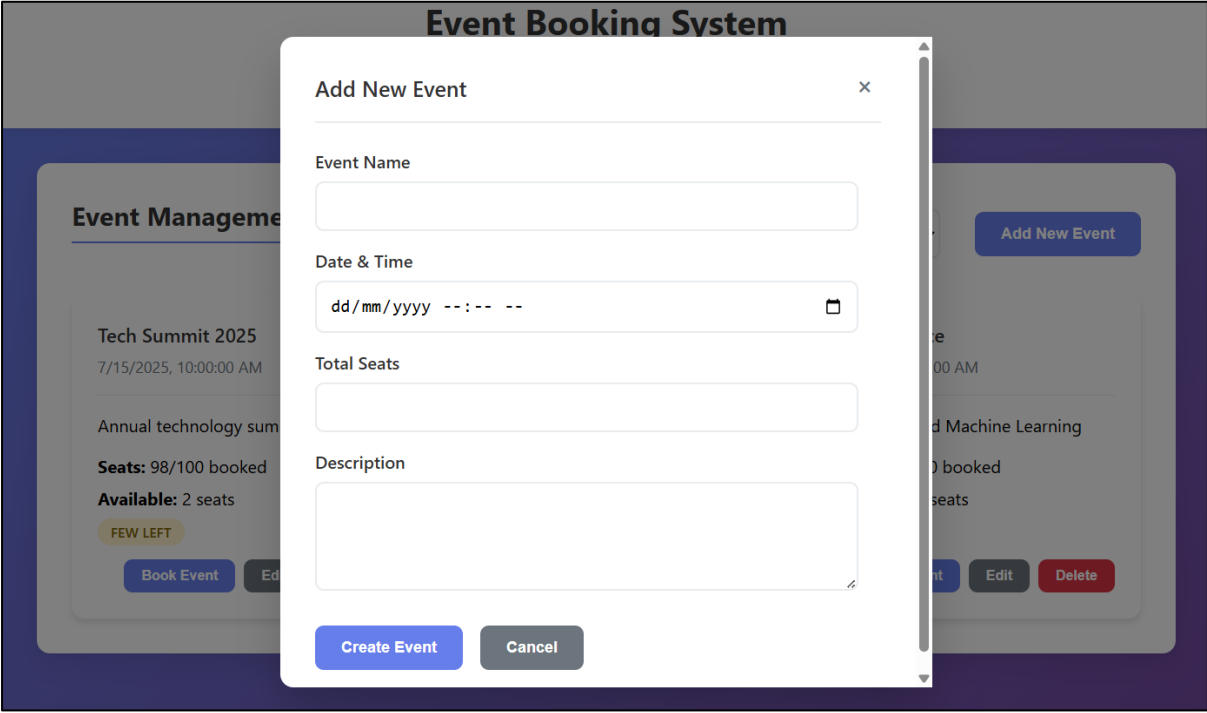 Event Booking System
Add New Event
×
Event Name
Event Manageme
Add New Event
Date & Time
dd/mm/yyyy --:-- --
Tech Summit 2025
7/15/2025, 10:00:00 AM
00 AM
Total Seats
Annual technology sum
d Machine Learning
Seats: 98/100 booked
booked
Description
Available: 2 seats
seats
FEW LEFT
Book Event
Ed
nt
Edit
Delete
Create Event
Cancel